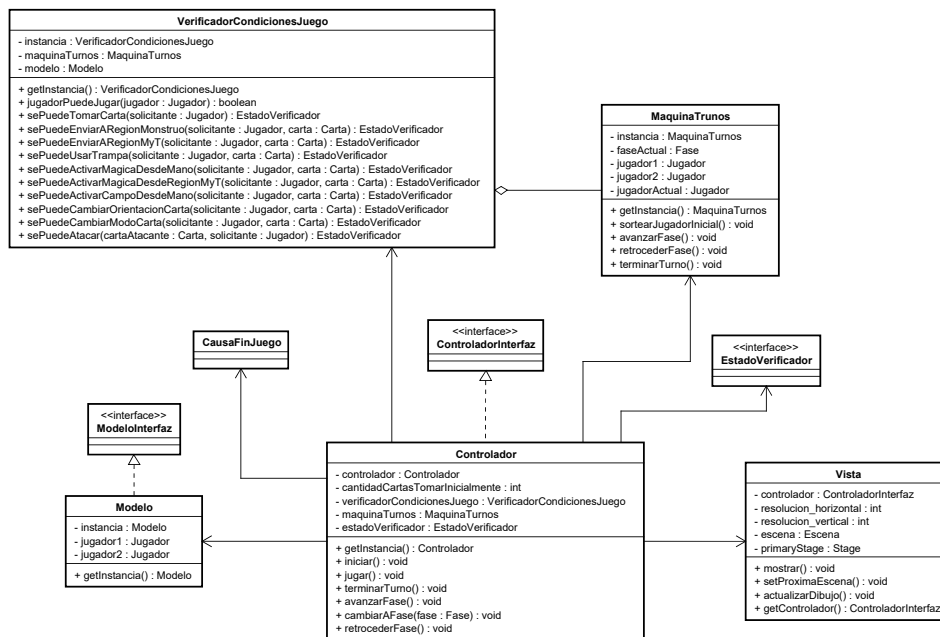 VerificadorCondicionesJuego
- instancia : VerificadorCondicionesJuego
- maquinaTurnos : MaquinaTurnos
- modelo : Modelo
+ getInstancia() : VerificadorCondicionesJuego
+ jugadorPuedeJugar(jugador : Jugador) : boolean
+ sePuedeTomarCarta(solicitante : Jugador) : EstadoVerificador
+ sePuedeEnviarARegionMonstruo(solicitante : Jugador, carta : Carta) : EstadoVerificador
+ sePuedeEnviarARegionMyT(solicitante : Jugador, carta : Carta) : EstadoVerificador
+ sePuedeUsarTrampa(solicitante : Jugador, carta : Carta) : EstadoVerificador
+ sePuedeActivarMagicaDesdeMano(solicitante : Jugador, carta : Carta) : EstadoVerificador
+ sePuedeActivarMagicaDesdeRegionMyT(solicitante : Jugador, carta : Carta) : EstadoVerificador
+ sePuedeActivarCampoDesdeMano(solicitante : Jugador, carta : Carta) : EstadoVerificador
+ sePuedeCambiarOrientacionCarta(solicitante : Jugador, carta : Carta) : EstadoVerificador
+ sePuedeCambiarModoCarta(solicitante : Jugador, carta : Carta) : EstadoVerificador
+ sePuedeAtacar(cartaAtacante : Carta, solicitante : Jugador) : EstadoVerificador
MaquinaTrunos
- instancia : MaquinaTurnos
- faseActual : Fase
- jugador1 : Jugador
- jugador2 : Jugador
- jugadorActual : Jugador
+ getInstancia() : MaquinaTurnos
+ sortearJugadorInicial() : void
+ avanzarFase() : void
+ retrocederFase() : void
+ terminarTurno() : void
CausaFinJuego
<<interface>>
ControladorInterfaz
<<interface>>
EstadoVerificador
<<interface>>
ModeloInterfaz
Modelo
- instancia : Modelo
- jugador1 : Jugador
- jugador2 : Jugador
+ getInstancia() : Modelo
Controlador
- controlador : Controlador
- cantidadCartasTomarInicialmente : int
- verificadorCondicionesJuego : VerificadorCondicionesJuego
- maquinaTurnos : MaquinaTurnos
- estadoVerificador : EstadoVerificador
+ getInstancia() : Controlador
+ iniciar() : void
+ jugar() : void
+ terminarTurno() : void
+ avanzarFase() : void
+ cambiarAFase(fase : Fase) : void
+ retrocederFase() : void
Vista
- controlador : ControladorInterfaz
- resolucion_horizontal : int
- resolucion_vertical : int
- escena : Escena
- primaryStage : Stage
+ mostrar() : void
+ setProximaEscena() : void
+ actualizarDibujo() : void
+ getControlador() : ControladorInterfaz